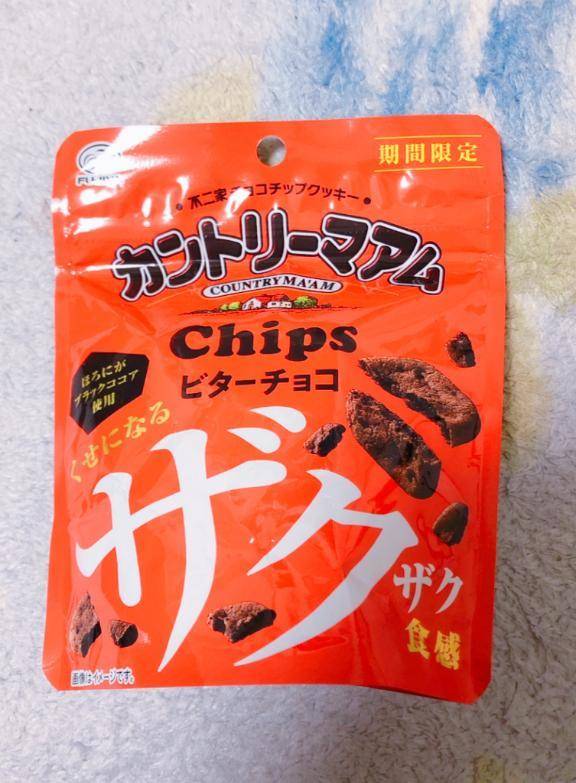 期間限定
不二家チョコチップクッキー
カントリーマアム
COUNTRY MA'AM
Chips
ビターチョコ
ほろにが
ブラックココア
使用
くせになる
ザク
ザク
食感
画像はイメージです。